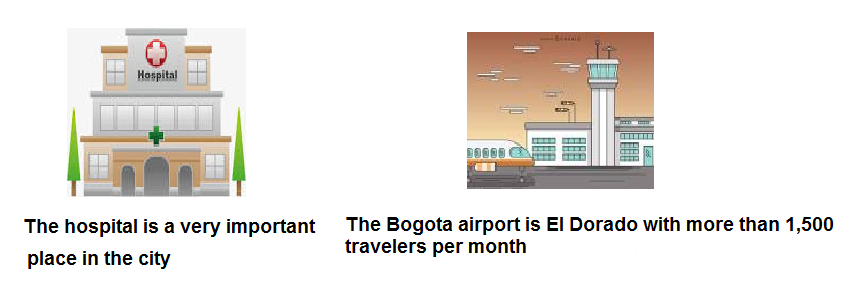 Hospital
The hospital is a very important
place in the city
The Bogota airport is El Dorado with more than 1,500
travelers per month